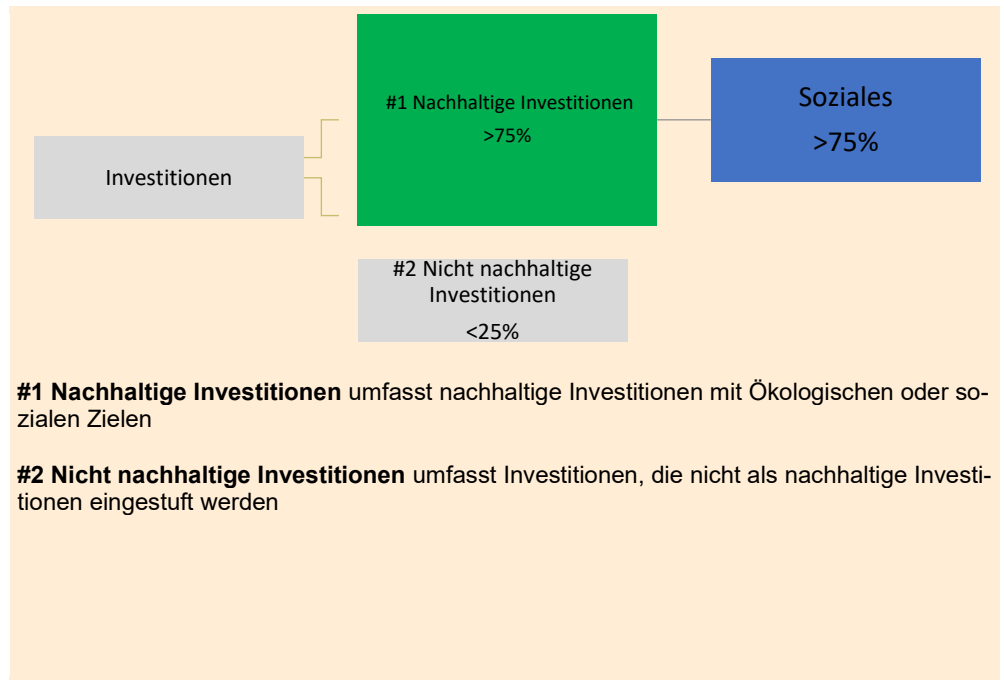 #1 Nachhaltige Investitionen
>75%
Soziales
>75%
Investitionen
#2 Nicht nachhaltige
Investitionen
<25%
#1 Nachhaltige Investitionen umfasst nachhaltige Investitionen mit Ökologischen oder so-
zialen Zielen
#2 Nicht nachhaltige Investitionen umfasst Investitionen, die nicht als nachhaltige Investi-
tionen eingestuft werden